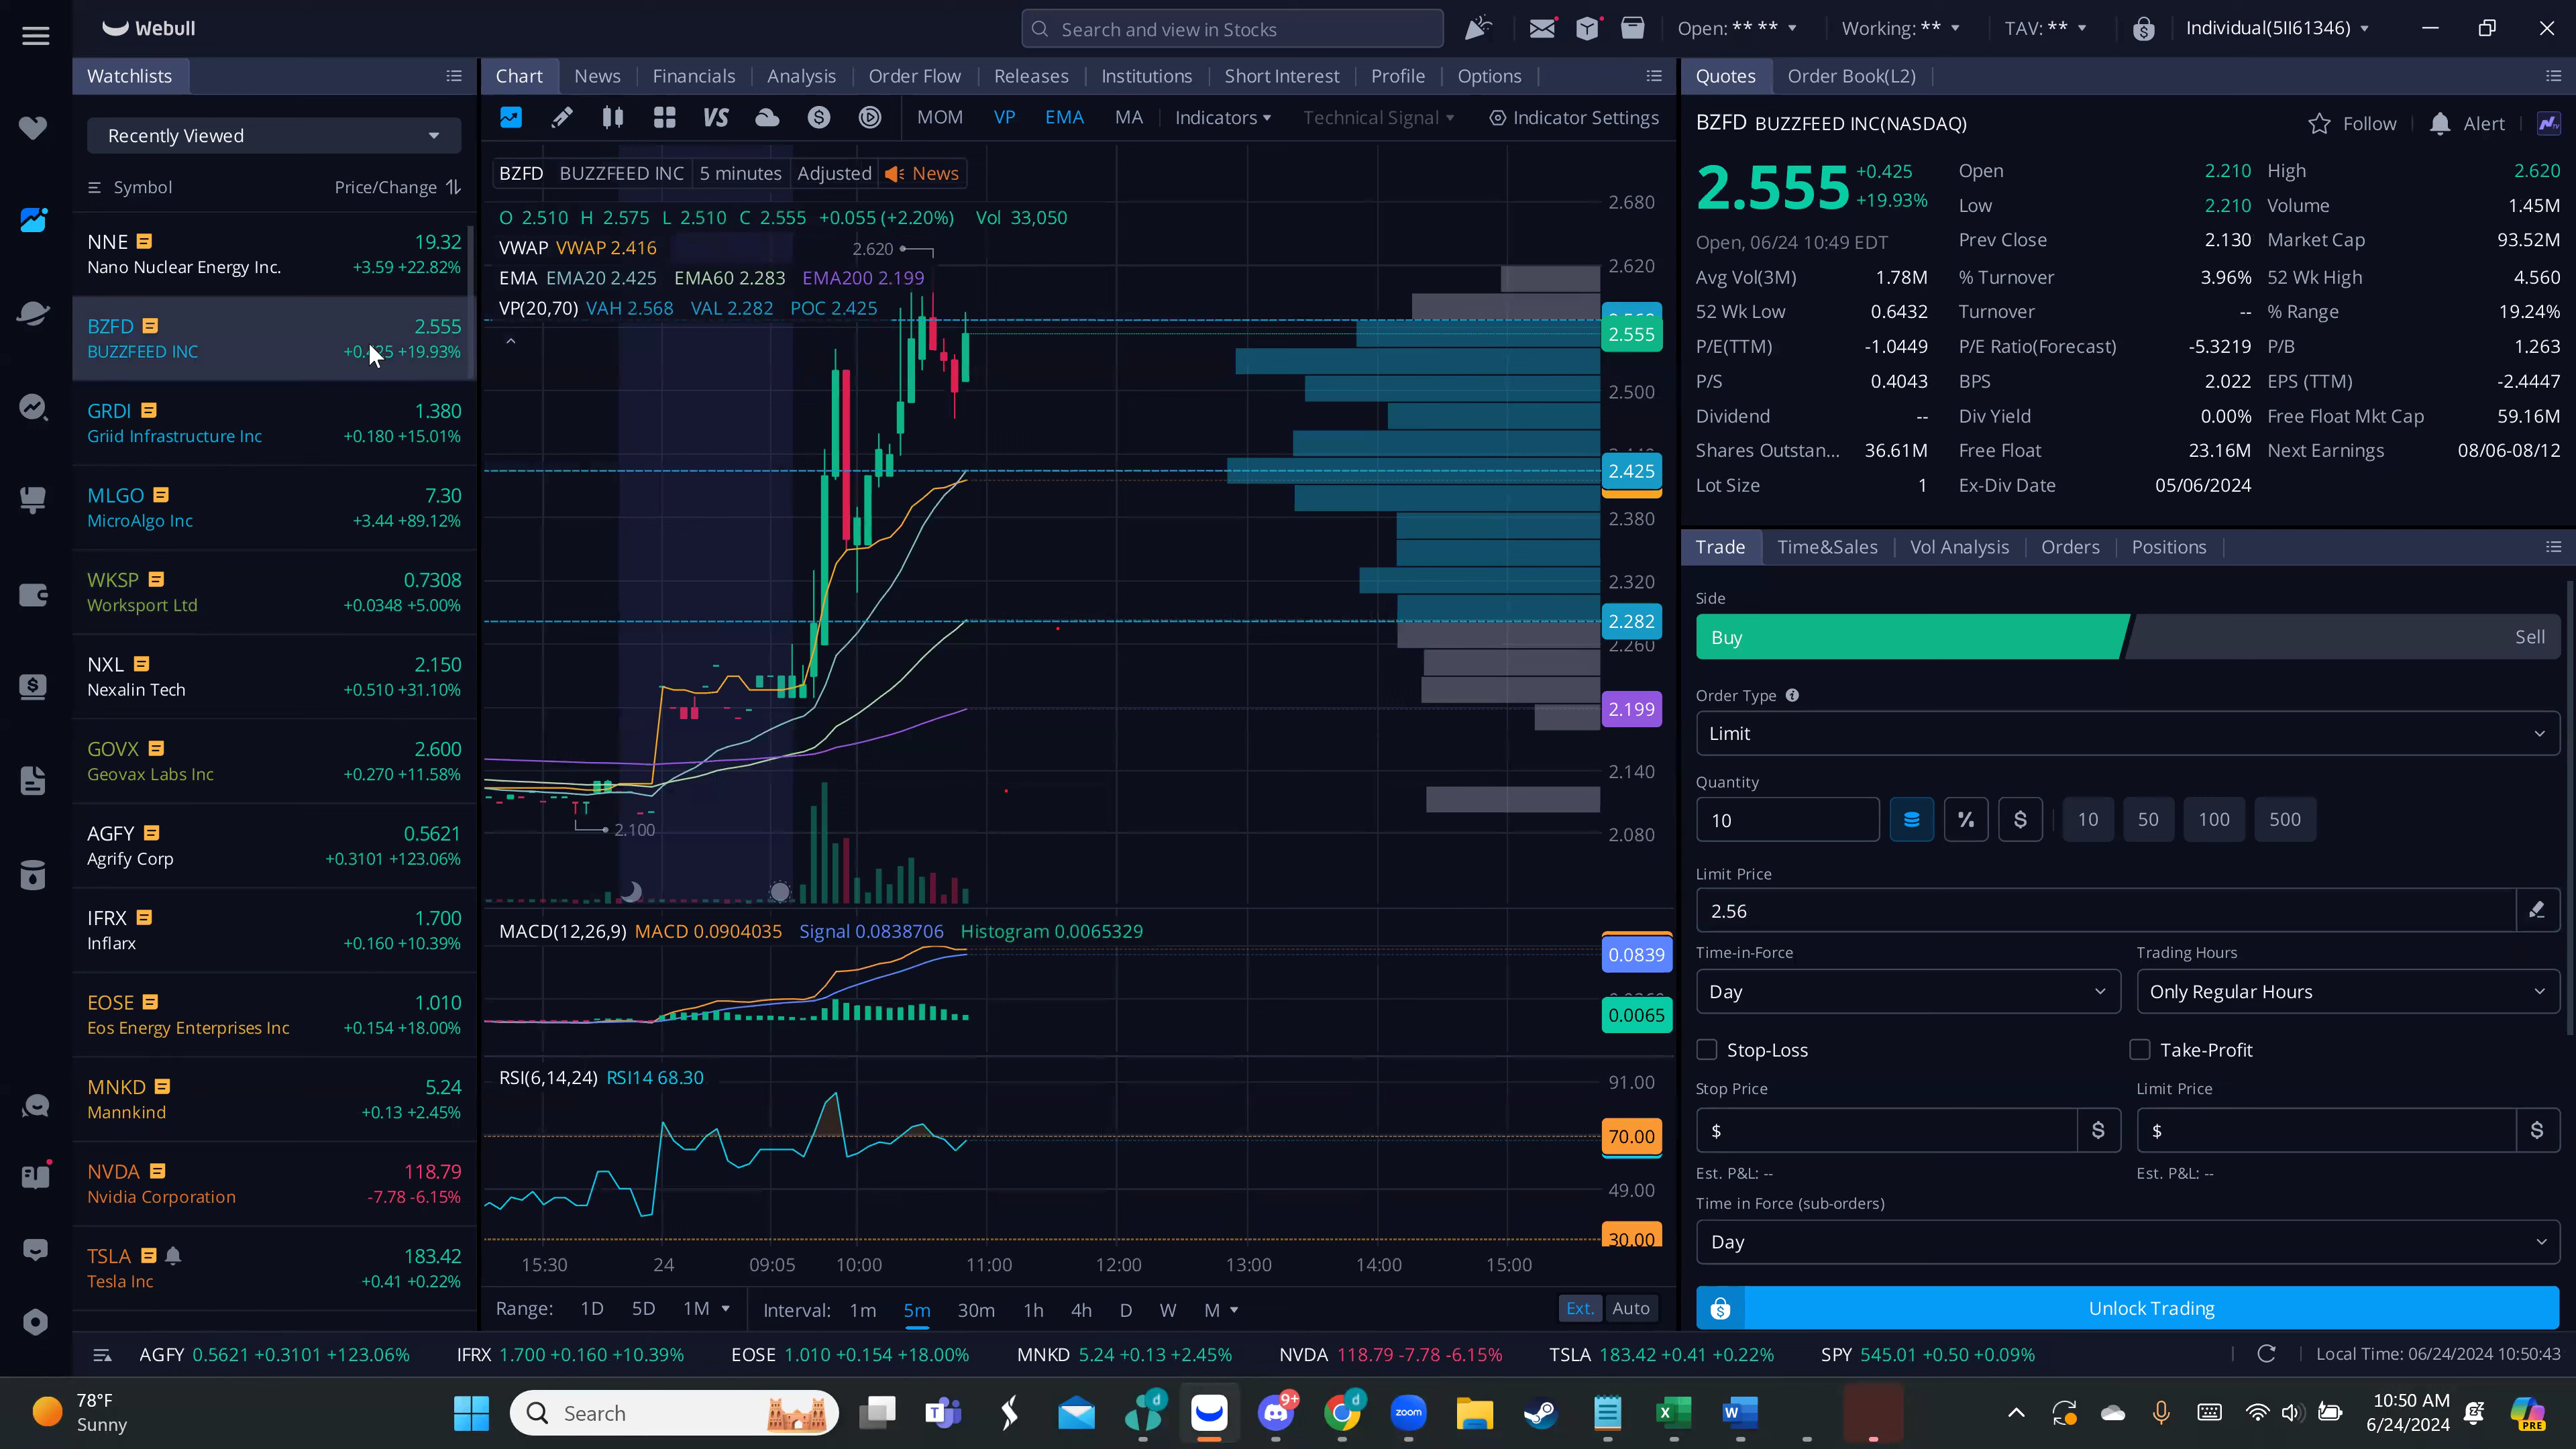 Webull
Search and view in Stocks
Open: ** **
Working: **
TAV: **
Individual(5II61346)
Watchlists
Recently Viewed
Symbol
Price/Change
NNE 19.32
Nano Nuclear Energy Inc. +3.59 +22.82%
BZFD 2.555
BUZZFEED INC +19.93%
GRDI 1.380
Griid Infrastructure Inc +0.180 +15.01%
MLGO 7.30
MicroAlgo Inc +3.44 +89.12%
WKSP 0.7308
Worksport Ltd +0.0348 +5.00%
NXL 2.150
Nexalin Tech +0.510 +31.10%
GOVX 2.600
Geovax Labs Inc +0.270 +11.58%
AGFY 0.5621
Agrify Corp +0.3101 +123.06%
IFRX 1.700
Inflarx +0.160 +10.39%
EOSE 1.010
Eos Energy Enterprises Inc +0.154 +18.00%
MNKD 5.24
Mannkind +0.13 +2.45%
NVDA 118.79
Nvidia Corporation -7.78 -6.15%
TSLA 183.42
Tesla Inc +0.41 +0.22%
Chart News Financials Analysis Order Flow Releases Institutions Short Interest Profile Options
VS MOM VP EMA MA Indicators Technical Signal Indicator Settings
BZFD BUZZFEED INC 5 minutes Adjusted News
O 2.510 H 2.575 L 2.510 C 2.555 +0.055 (+2.20%) Vol 33,050
VWAP VWAP 2.416
2.620
EMA EMA20 2.425 EMA60 2.283 EMA200 2.199
VP(20,70) VAH 2.568 VAL 2.282 POC 2.425
2.680
2.620
2.555
2.500
2.425
2.380
2.320
2.282
2.260
2.199
2.140
2.100
2.080
MACD(12,26,9) MACD 0.0904035 Signal 0.0838706 Histogram 0.0065329
0.0839
0.0065
RSI(6,14,24) RSI14 68.30
91.00
70.00
49.00
30.00
15:30 24 09:05 10:00 11:00 12:00 13:00 14:00 15:00
Range: 1D 5D 1M Interval: 1m 5m 30m 1h 4h D W M Ext. Auto
Quotes Order Book(L2)
BZFD BUZZFEED INC(NASDAQ) Follow Alert
2.555 +0.425
+19.93%
Open, 06/24 10:49 EDT
Open 2.210 High 2.620
Low 2.210 Volume 1.45M
Prev Close 2.130 Market Cap 93.52M
Avg Vol(3M) 1.78M % Turnover 3.96% 52 Wk High 4.560
52 Wk Low 0.6432 Turnover -- % Range 19.24%
P/E(TTM) -1.0449 P/E Ratio(Forecast) -5.3219 P/B 1.263
P/S 0.4043 BPS 2.022 EPS (TTM) -2.4447
Dividend -- Div Yield 0.00% Free Float Mkt Cap 59.16M
Shares Outstan... 36.61M Free Float 23.16M Next Earnings 08/06-08/12
Lot Size 1 Ex-Div Date 05/06/2024
Trade Time&Sales Vol Analysis Orders Positions
Side
Buy Sell
Order Type
Limit
Quantity
10 % $ 10 50 100 500
Limit Price
2.56
Time-in-Force Trading Hours
Day Only Regular Hours
Stop-Loss Take-Profit
Stop Price Limit Price
$ $ $ $
Est. P&L: -- Est. P&L: --
Time in Force (sub-orders)
Day
Unlock Trading
AGFY 0.5621 +0.3101 +123.06% IFRX 1.700 +0.160 +10.39% EOSE 1.010 +0.154 +18.00% MNKD 5.24 +0.13 +2.45% NVDA 118.79 -7.78 -6.15% TSLA 183.42 +0.41 +0.22% SPY 545.01 +0.50 +0.09% Local Time: 06/24/2024 10:50:43
78°F
Sunny
Search
d
9+
d
zoom
10:50 AM
6/24/2024
PRE